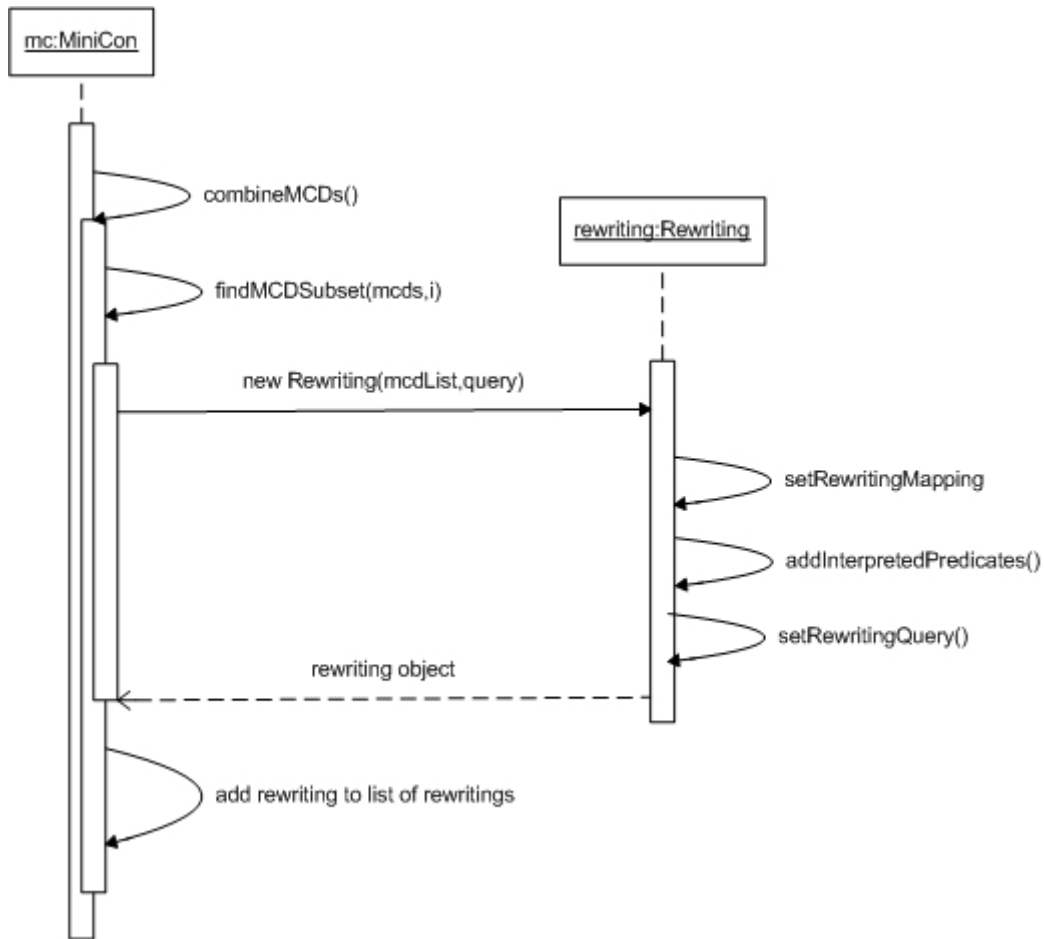 mc:MiniCon
combineMCDs()
rewriting:Rewriting
findMCDSubset(mcds,i)
new Rewriting(mcdList,query)
setRewritingMapping
addInterpretedPredicates()
setRewritingQuery()
rewriting object
add rewriting to list of rewritings